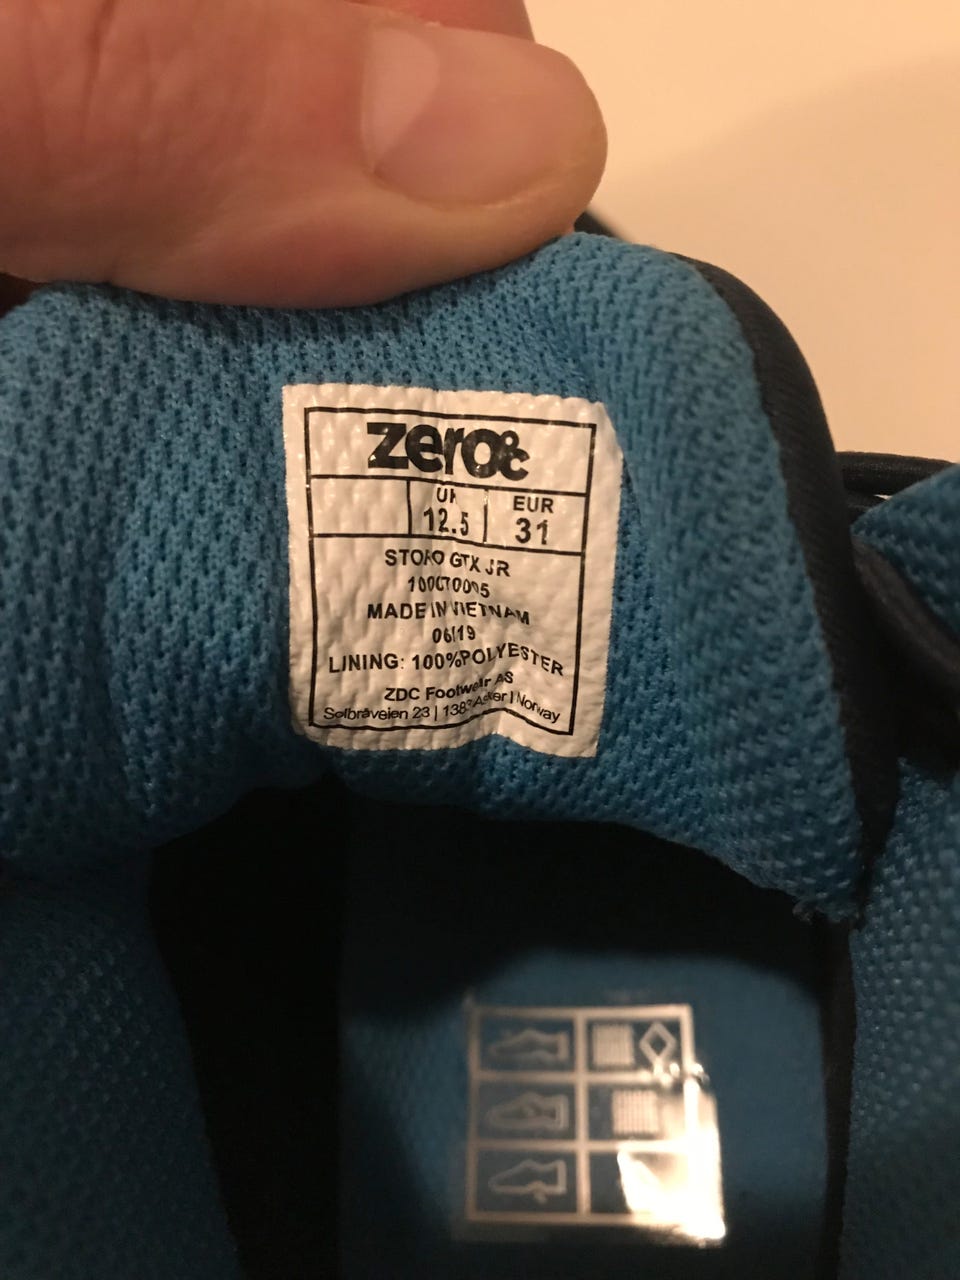 zero°c
UK EUR
12.5 31
STORO GTX JR
MADE IN VIETNAM
06/19
LINING: 100%POLYESTER
ZDC Footwear AS
Solbråveien 23 | 1383 Asker | Norway